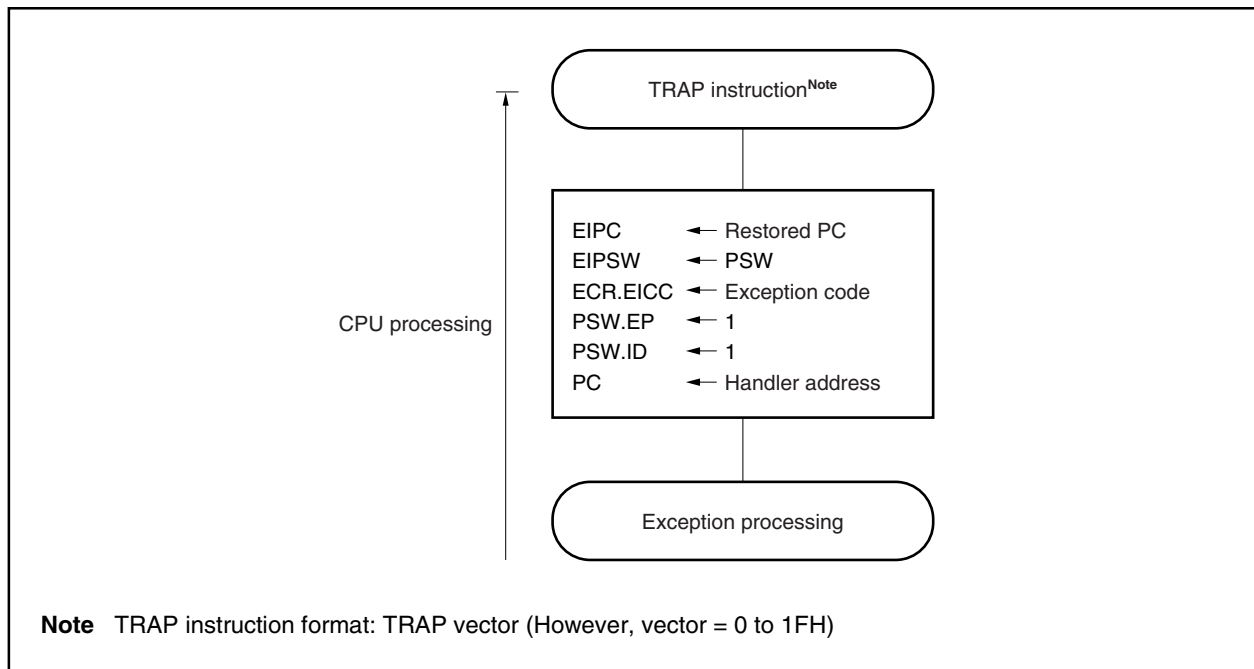 TRAP instructionNote
EIPC ← Restored PC
EIPSW ← PSW
ECR.EICC ← Exception code
PSW.EP ← 1
PSW.ID ← 1
PC ← Handler address
CPU processing
Exception processing
Note TRAP instruction format: TRAP vector (However, vector = 0 to 1FH)